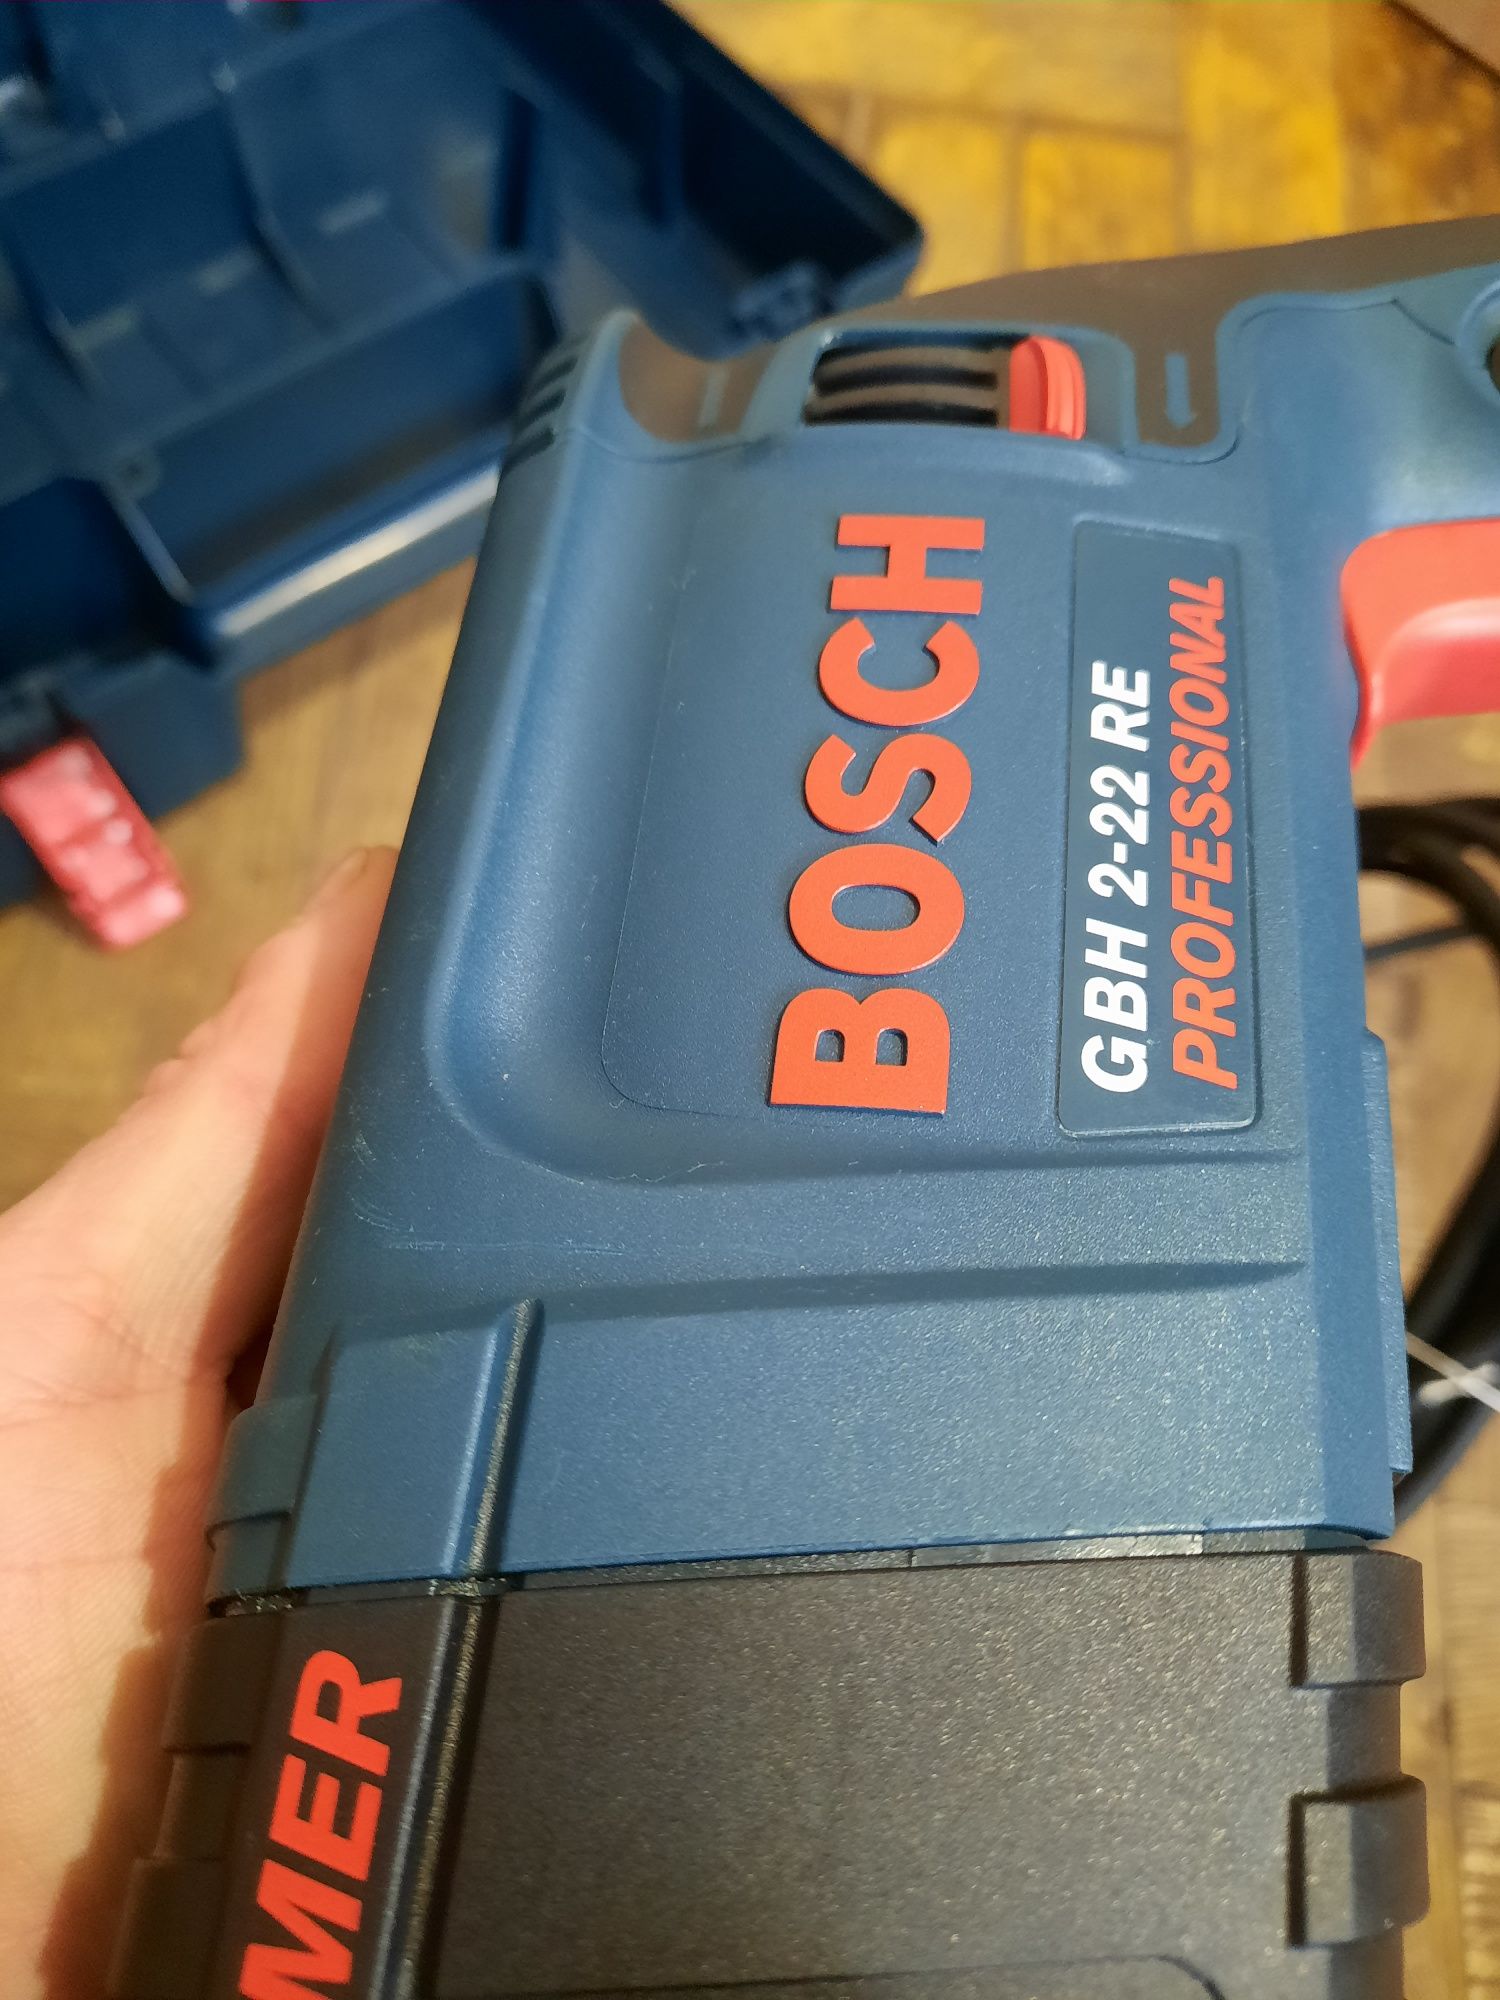 BOSCH
GBH 2-22 RE
PROFESSIONAL
MER